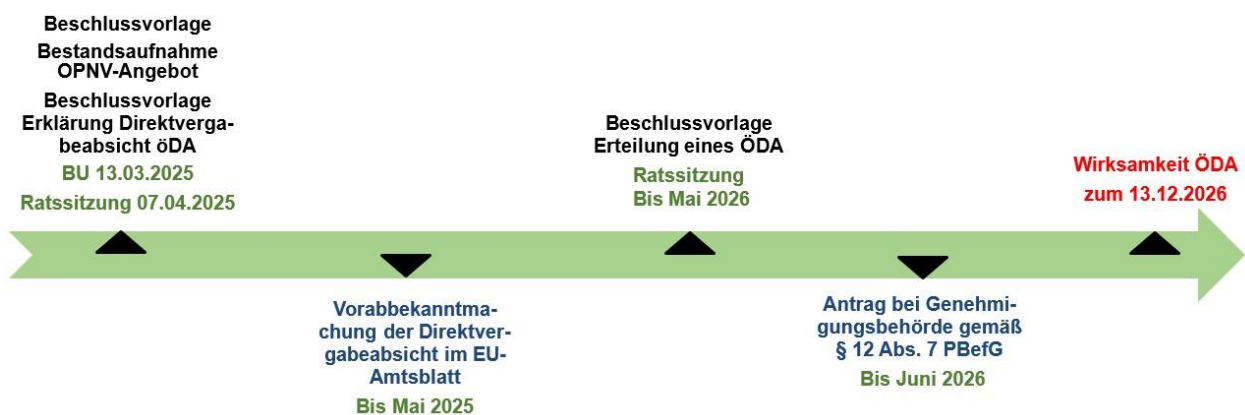 Beschlussvorlage
Bestandsaufnahme
OPNV-Angebot
Beschlussvorlage
Erklärung Direktverga-
beabsicht öDA
BU 13.03.2025
Ratssitzung 07.04.2025
Vorabbekanntma-
chung der Direktver-
gabeabsicht im EU-
Amtsblatt
Bis Mai 2025
Beschlussvorlage
Erteilung eines ÖDA
Ratssitzung
Bis Mai 2026
Antrag bei Genehmi-
gungsbehörde gemäß
§ 12 Abs. 7 PBefG
Bis Juni 2026
Wirksamkeit ÖDA
zum 13.12.2026